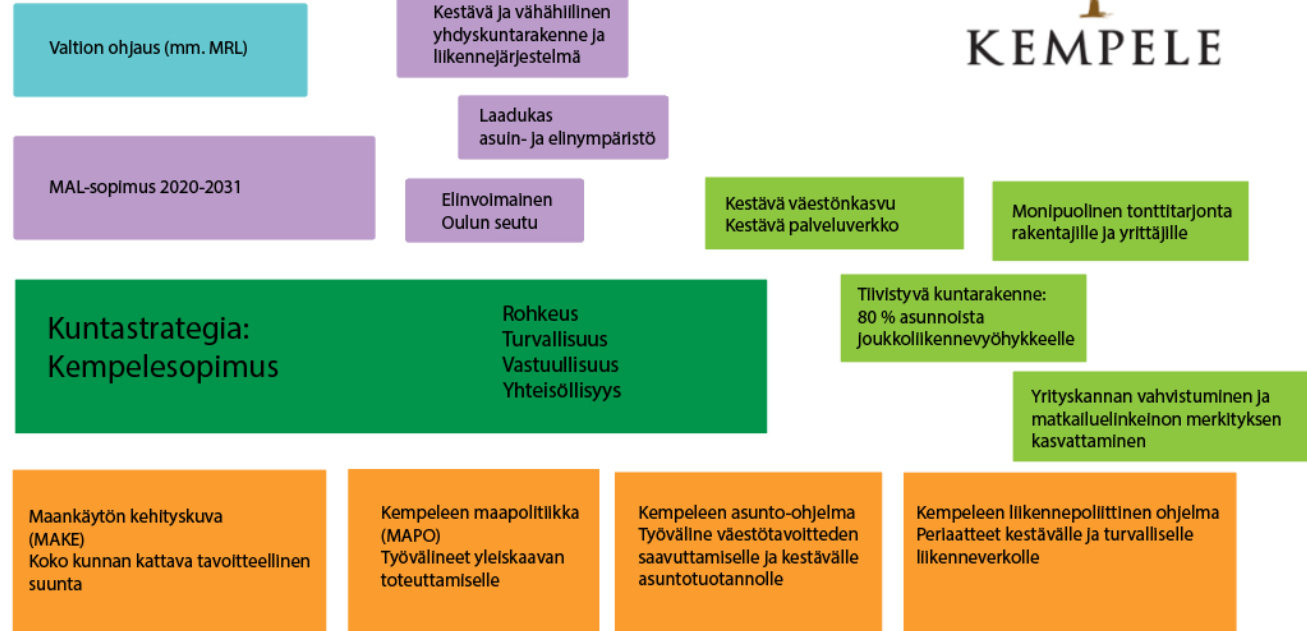 Valtion ohjaus (mm. MRL)
Kestävä ja vähähiilinen
yhdyskuntarakenne ja
liikennejärjestelmä
KEMPELE
Laadukas
asuin- ja elinympäristö
MAL-sopimus 2020-2031
Elinvoimainen
Oulun seutu
Kestävä väestönkasvu
Kestävä palveluverkko
Monipuolinen tonttitarjonta
rakentajille ja yrittäjille
Kuntastrategia:
Kempelesopimus
Rohkeus
Turvallisuus
Vastuullisuus
Yhteisöllisyys
Tiivistyvä kuntarakenne:
80 % asunnoista
joukkoliikennevyöhykkeelle
Yrityskannan vahvistuminen ja
matkailuelinkeinon merkityksen
kasvattaminen
Maankäytön kehityskuva
(MAKE)
Koko kunnan kattava tavoitteellinen
suunta
Kempeleen maapolitiikka
(MAPO)
Työvälineet yleiskaavan
toteuttamiselle
Kempeleen asunto-ohjelma
Työväline väestötavoitteden
saavuttamiselle ja kestävälle
asuntotuotannolle
Kempeleen liikennepoliittinen ohjelma
Periaatteet kestävälle ja turvalliselle
liikenneverkolle